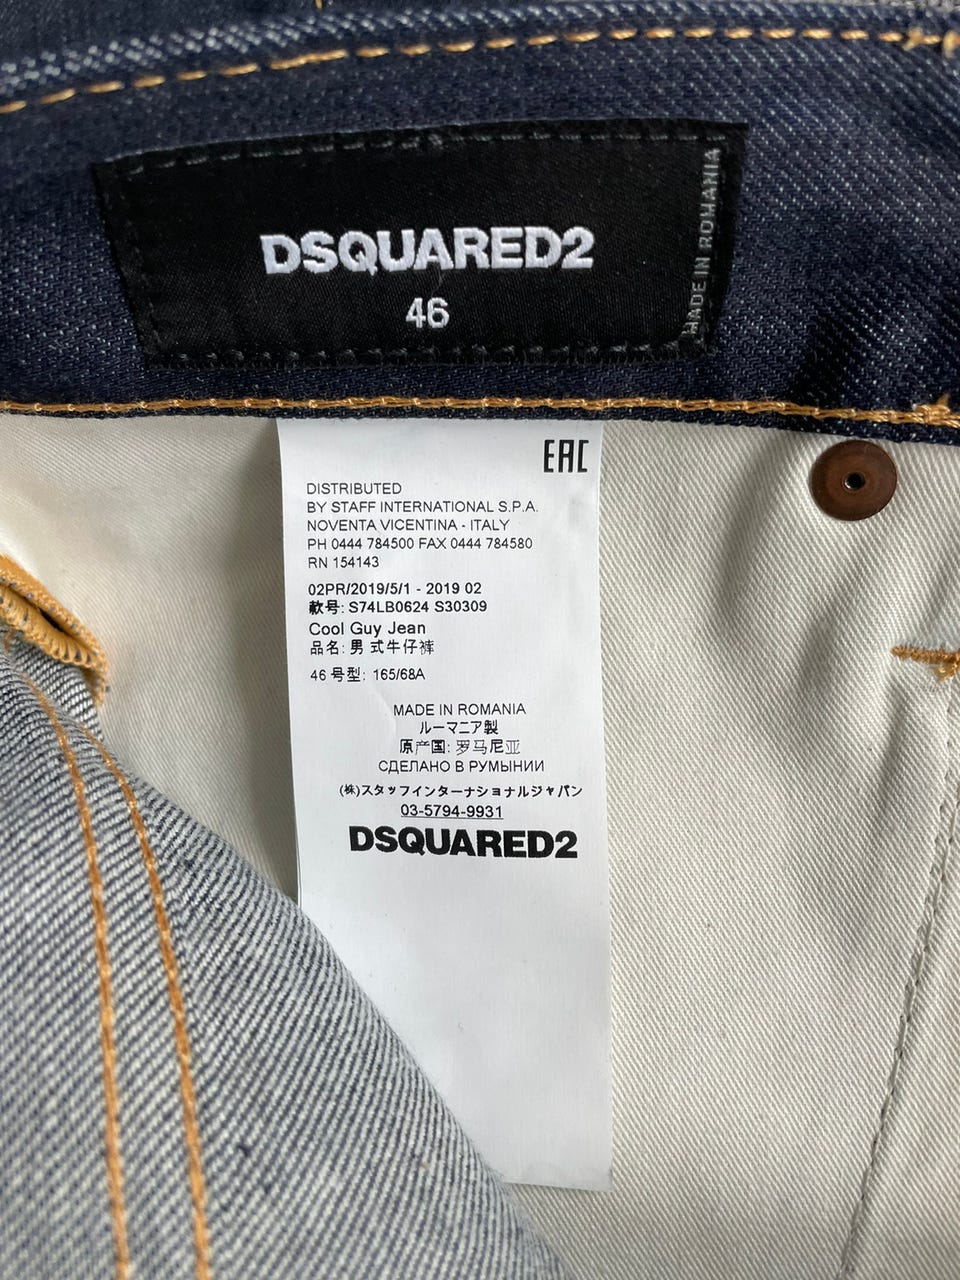 DSQUARED2
46
MADE IN ROMANIA
EAC
DISTRIBUTED
BY STAFF INTERNATIONAL S.P.A.
NOVENTA VICENTINA - ITALY
PH 0444 784500 FAX 0444 784580
RN 154143
02PR/2019/5/1 - 2019 02
款号: S74LB0624 S30309
Cool Guy Jean
品名: 男式牛仔裤
46 号型: 165/68A
MADE IN ROMANIA
ルーマニア製
原产国: 罗马尼亚
СДЕЛАНО В РУМЫНИИ
(株)スタッフインターナショナルジャパン
03-5794-9931
DSQUARED2